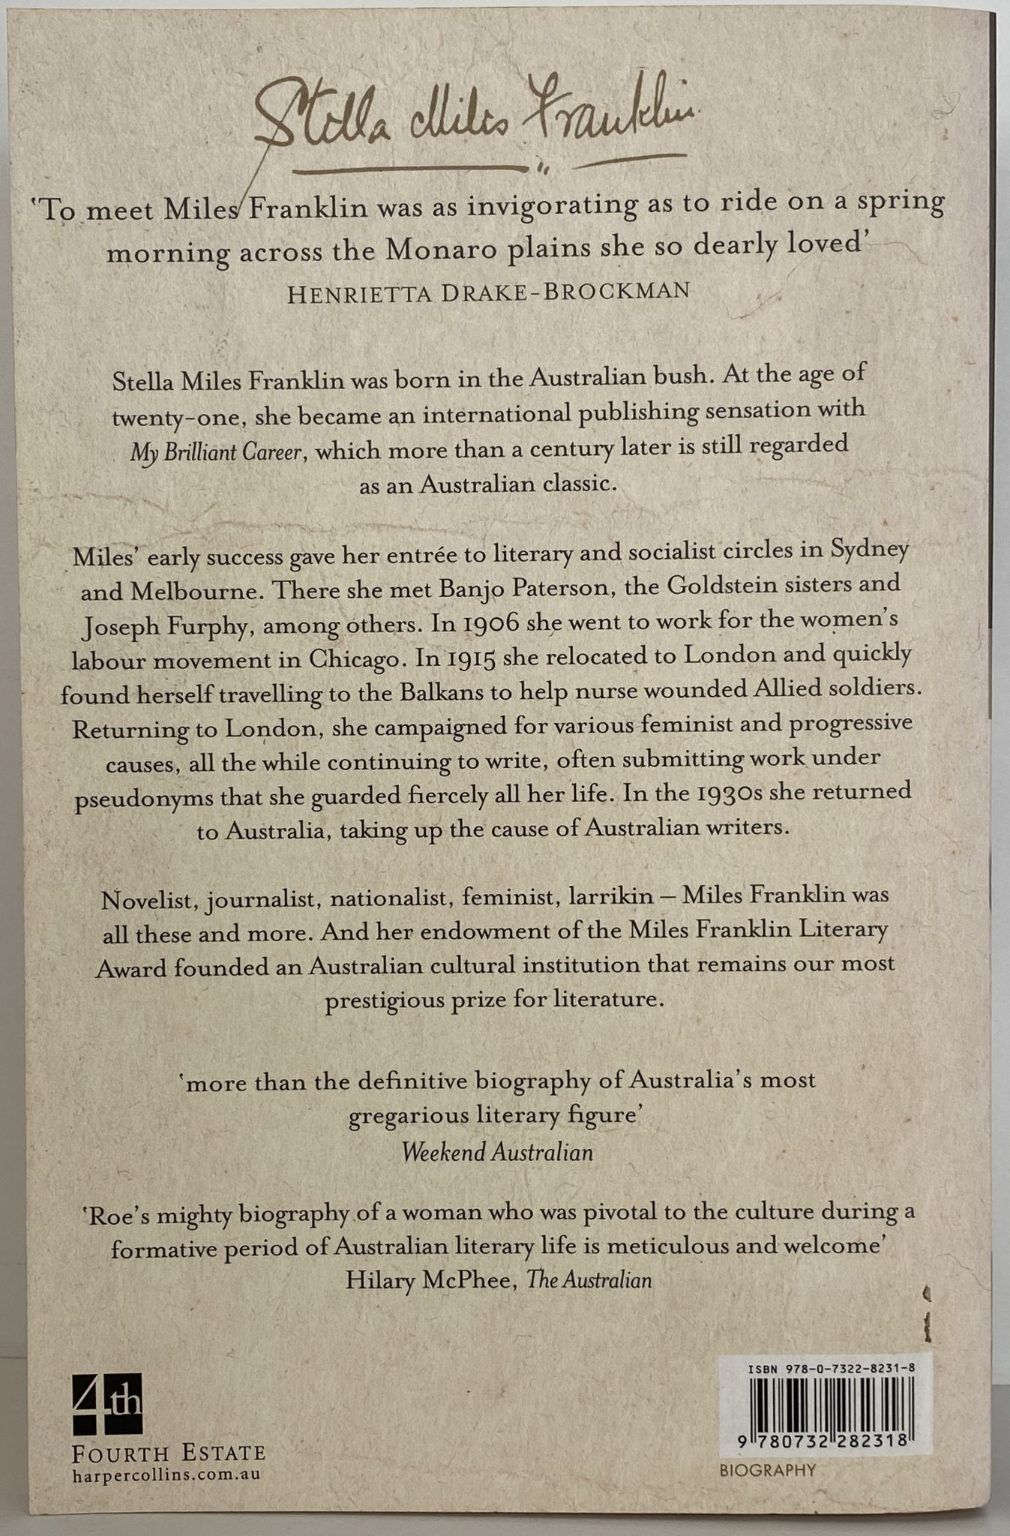 Stella Miles Franklin
‘To meet Miles Franklin was as invigorating as to ride on a spring
morning across the Monaro plains she so dearly loved’
HENRIETTA DRAKE-BROCKMAN
Stella Miles Franklin was born in the Australian bush. At the age of
twenty-one, she became an international publishing sensation with
My Brilliant Career, which more than a century later is still regarded
as an Australian classic.
Miles’ early success gave her entrée to literary and socialist circles in Sydney
and Melbourne. There she met Banjo Paterson, the Goldstein sisters and
Joseph Furphy, among others. In 1906 she went to work for the women’s
labour movement in Chicago. In 1915 she relocated to London and quickly
found herself travelling to the Balkans to help nurse wounded Allied soldiers.
Returning to London, she campaigned for various feminist and progressive
causes, all the while continuing to write, often submitting work under
pseudonyms that she guarded fiercely all her life. In the 1930s she returned
to Australia, taking up the cause of Australian writers.
Novelist, journalist, nationalist, feminist, larrikin – Miles Franklin was
all these and more. And her endowment of the Miles Franklin Literary
Award founded an Australian cultural institution that remains our most
prestigious prize for literature.
‘more than the definitive biography of Australia’s most
gregarious literary figure’
Weekend Australian
‘Roe’s mighty biography of a woman who was pivotal to the culture during a
formative period of Australian literary life is meticulous and welcome’
Hilary McPhee, The Australian
4th
FOURTH ESTATE
harpercollins.com.au
ISBN 978-0-7322-8231-8
9 780732 282318
BIOGRAPHY